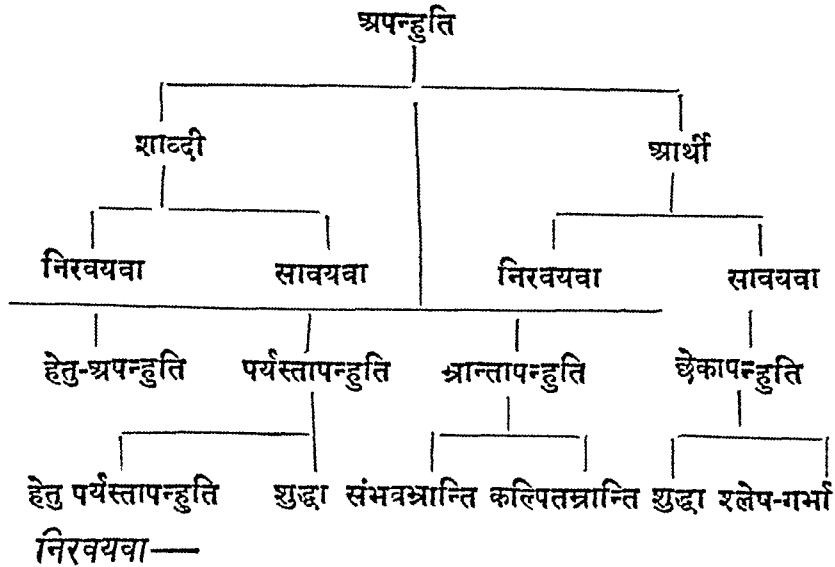 अपन्हुति
शाब्दी आर्थी
निरवयवा सावयवा निरवयवा सावयवा
हेतु-अपन्हुति पर्यस्तापन्हुति भ्रान्तापन्हुति छेकापन्हुति
हेतु पर्यस्तापन्हुति शुद्धा संभवभ्रान्ति कल्पितभ्रान्ति शुद्धा श्लेष-गर्भा
निरवयवा—